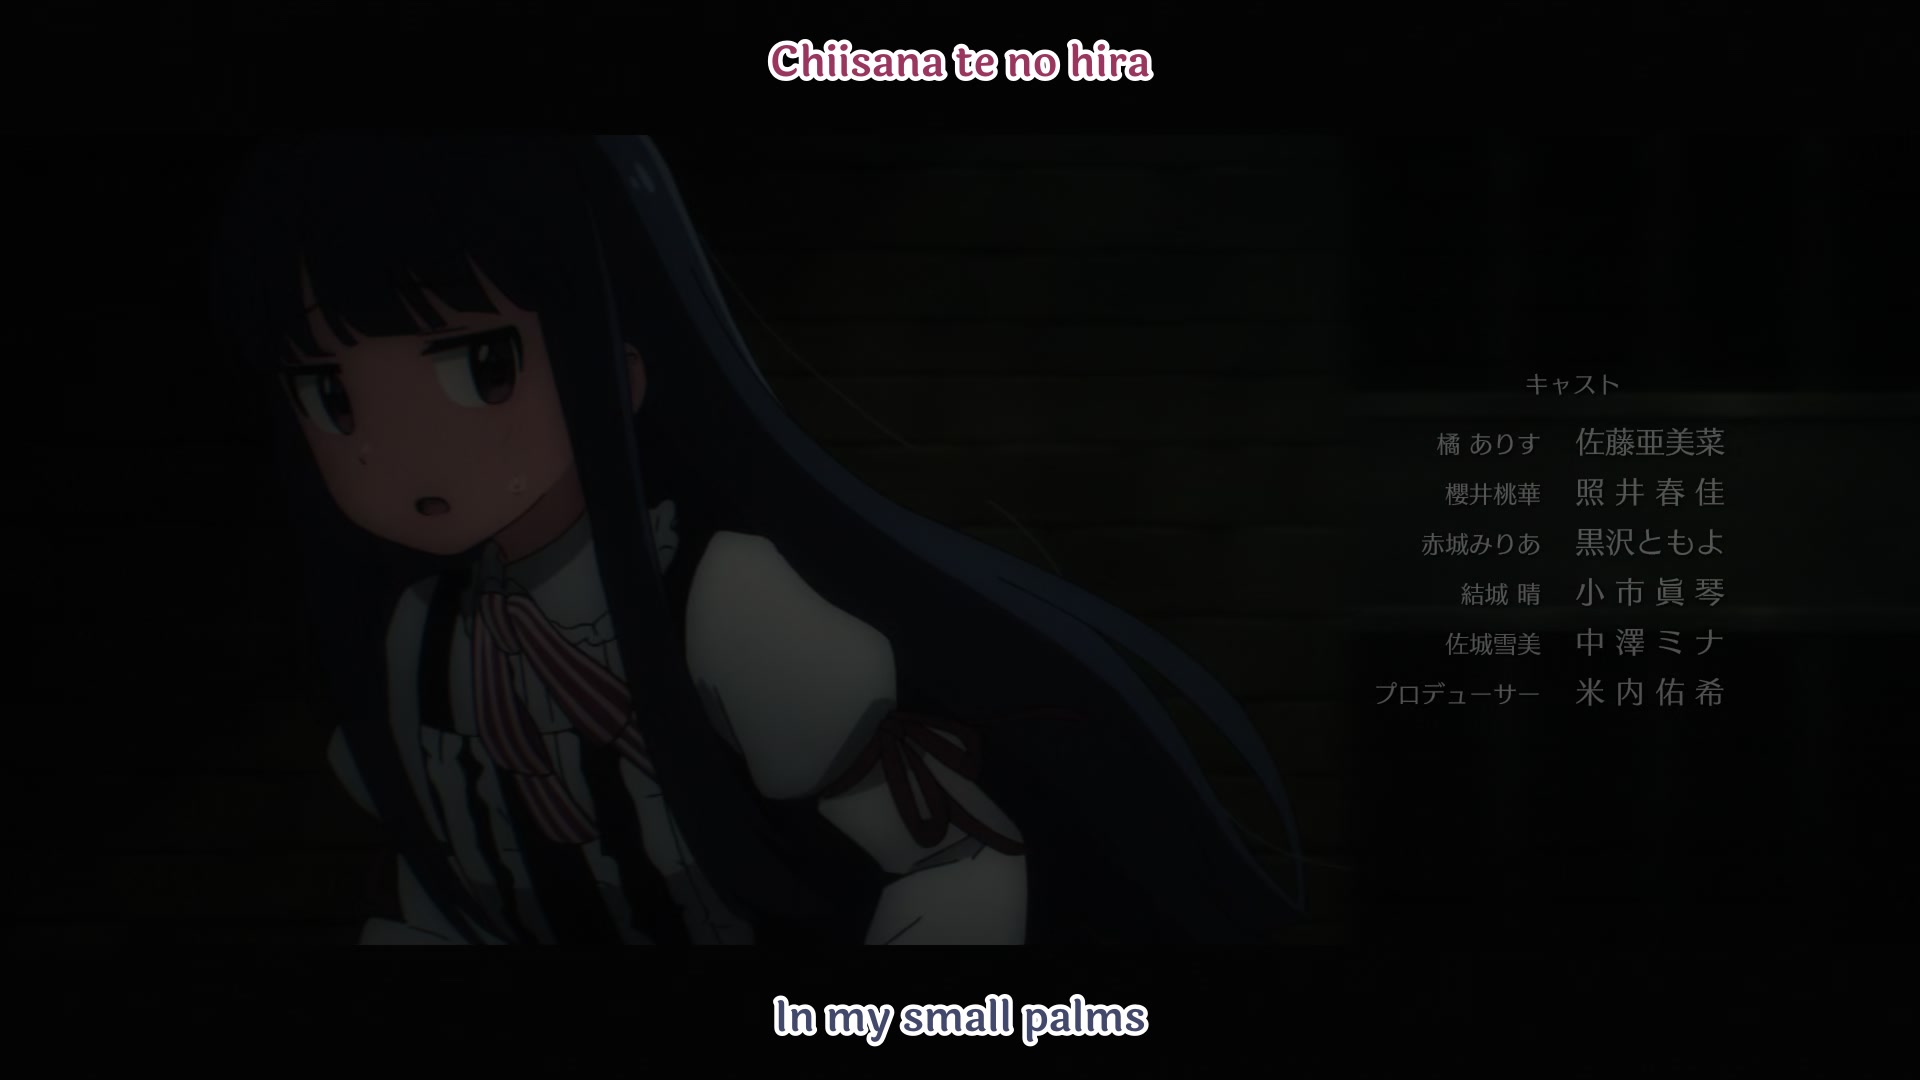 Chiisana te no hira
キャスト
橘 ありす 佐藤亜美菜
櫻井桃華 照井春佳
赤城みりあ 黒沢ともよ
結城 晴 小市眞琴
佐城雪美 中澤ミナ
プロデューサー 米内佑希
In my small palms